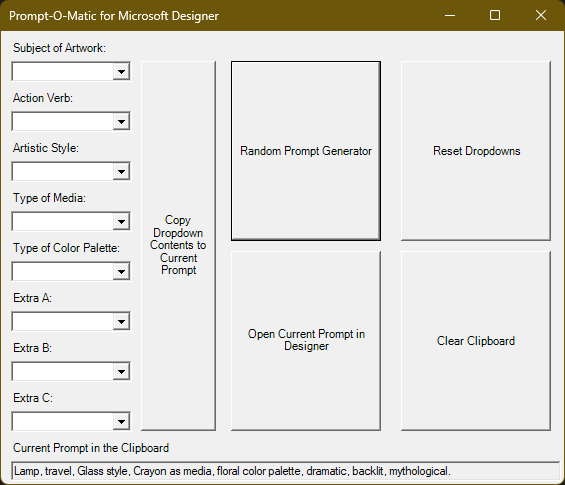 Prompt-O-Matic for Microsoft Designer
Subject of Artwork:
Action Verb:
Artistic Style:
Type of Media:
Type of Color Palette:
Extra A:
Extra B:
Extra C:
Copy
Dropdown
Contents to
Current
Prompt
Random Prompt Generator
Reset Dropdowns
Open Current Prompt in
Designer
Clear Clipboard
Current Prompt in the Clipboard
Lamp, travel, Glass style, Crayon as media, floral color palette, dramatic, backlit, mythological.